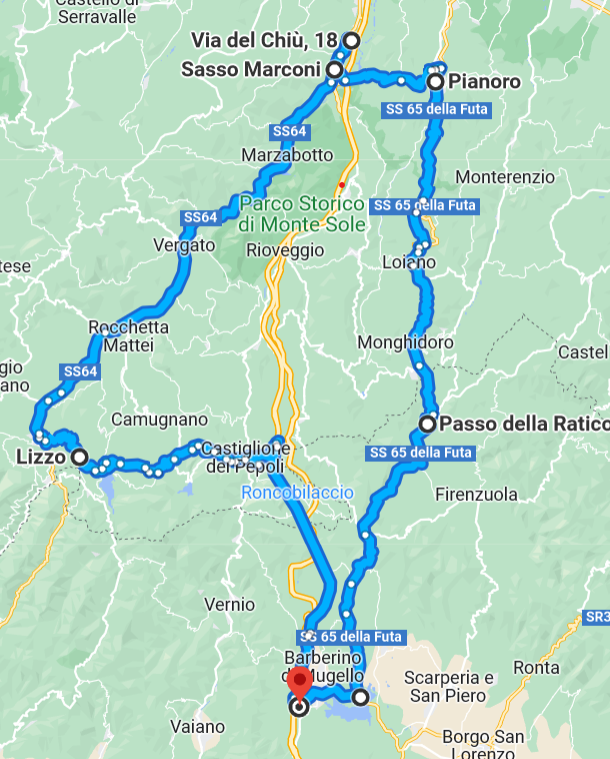 Castello di
Serravalle
Via del Chiù, 18
Sasso Marconi
Pianoro
SS 65 della Futa
SS64
Marzabotto
Monterenzio
Parco Storico
di Monte Sole
SS 65 della Futa
SS64
Vergato
Rioveggio
tese
Loiano
Rocchetta
Mattei
Monghidoro
Castel
gio
ano
SS64
Camugnano
Passo della Ratico
Lizzo
Castiglione
dei Pepoli
SS 65 della Futa
Roncobilaccio
Firenzuola
Vernio
SR3
SS 65 della Futa
Barberino
di Mugello
Scarperia e
San Piero
Ronta
Vaiano
Borgo San
Lorenzo